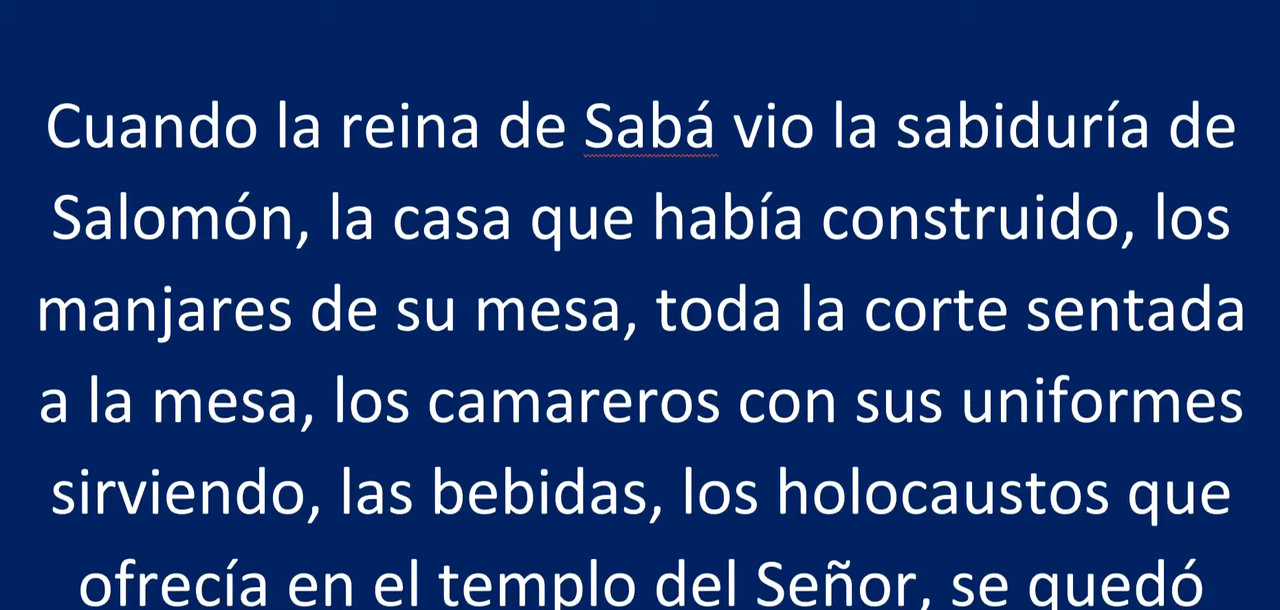 Cuando la reina de Sabá vio la sabiduría de
Salomón, la casa que había construido, los
manjares de su mesa, toda la corte sentada
a la mesa, los camareros con sus uniformes
sirviendo, las bebidas, los holocaustos que
ofrecía en el templo del Señor, se quedó